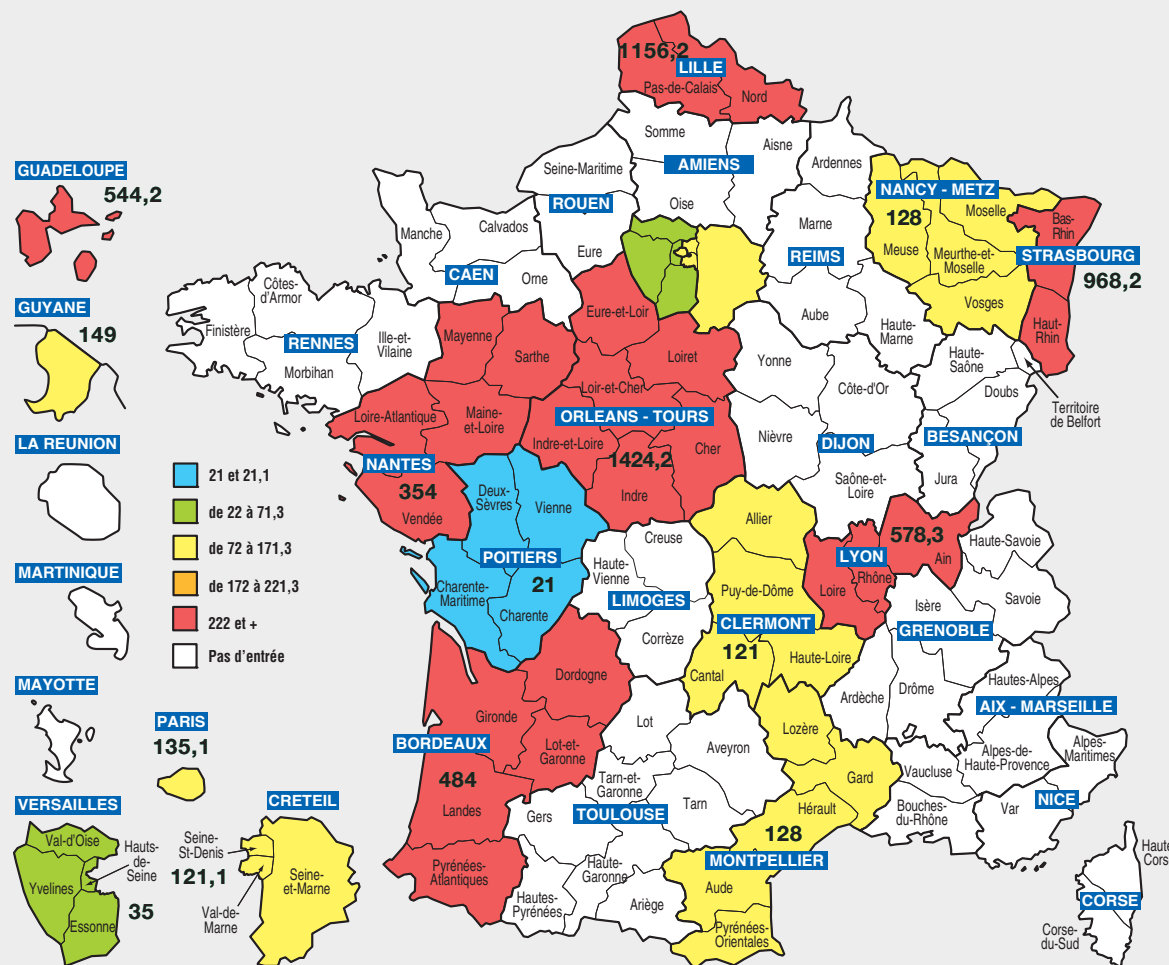 1156,2
LILLE
Pas-de-Calais
Nord
Somme
Aisne
AMIENS
Oise
Ardennes
Seine-Maritime
ROUEN
Eure
GUADELOUPE
544,2
GUYANE
149
LA REUNION
MARTINIQUE
MAYOTTE
PARIS
135,1
VERSAILLES
Val-d'Oise
Hauts-
de-
Seine
Yvelines
Essonne
35
CRETEIL
Seine-
St-Denis
121,1
Val-de-
Marne
Seine-
et-Marne
21 et 21,1
de 22 à 71,3
de 72 à 171,3
de 172 à 221,3
222 et +
Pas d'entrée
Manche
Calvados
CAEN
Orne
Côtes-
d'Armor
Finistère
RENNES
Ille-et-
Vilaine
Morbihan
Marne
REIMS
Aube
Haute-
Marne
NANCY - METZ
128
Moselle
Meuse
Meurthe-et-
Moselle
Vosges
Bas-
Rhin
STRASBOURG
968,2
Haut-
Rhin
Mayenne
Sarthe
Loire-Atlantique
Maine-
et-Loire
NANTES
354
Vendée
Eure-et-Loir
Loiret
Loir-et-Cher
ORLEANS - TOURS
Indre-et-Loire
1424,2
Cher
Indre
Yonne
Côte-d'Or
Nièvre
DIJON
Saône-et-
Loire
Haute-
Saône
Doubs
Territoire
de Belfort
BESANÇON
Jura
Deux-
Sèvres
Vienne
POITIERS
Charente-
Maritime
21
Charente
Creuse
Haute-
Vienne
LIMOGES
Corrèze
Allier
Puy-de-Dôme
CLERMONT
121
Cantal
Haute-Loire
578,3
LYON
Ain
Rhône
Loire
Haute-Savoie
Savoie
Isère
GRENOBLE
Ardèche
Drôme
Hautes-Alpes
AIX - MARSEILLE
Alpes-de-
Haute-Provence
Vaucluse
Bouches-
du-Rhône
Alpes-
Maritimes
NICE
Var
Dordogne
Gironde
BORDEAUX
Lot-et-
Garonne
484
Landes
Pyrénées-
Atlantiques
Lot
Aveyron
Tarn-et-
Garonne
Gers
TOULOUSE
Tarn
Haute-
Garonne
Hautes-
Pyrénées
Ariège
Lozère
Gard
Hérault
128
MONTPELLIER
Aude
Pyrénées-
Orientales
Haute
Corse
CORSE
Corse-
du-Sud